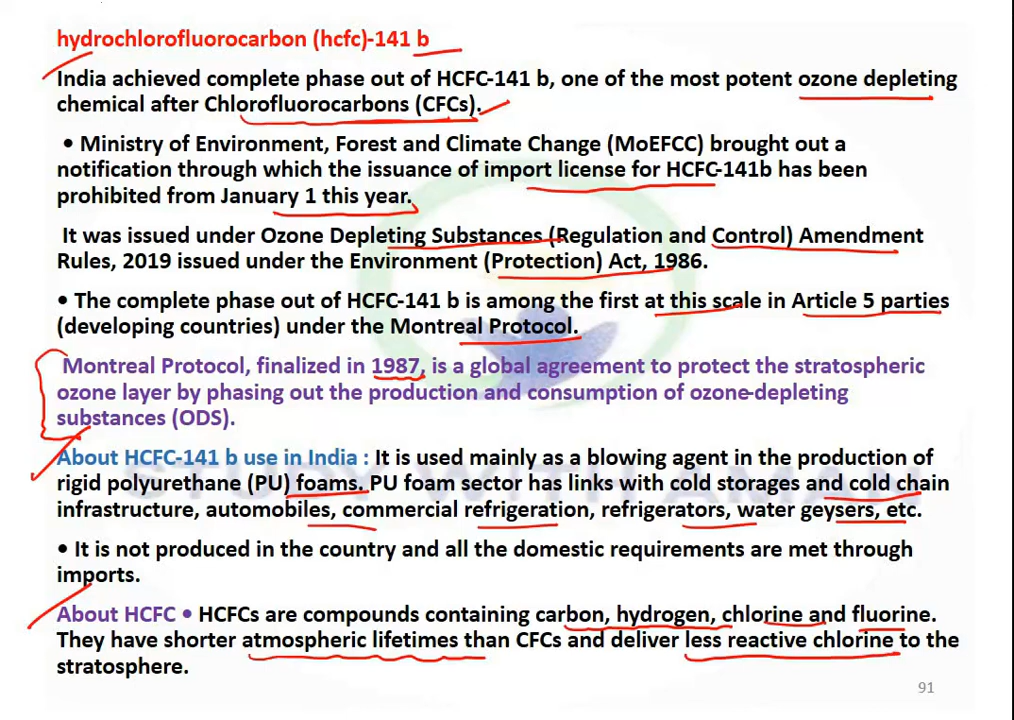 hydrochlorofluorocarbon (hcfc)-141 b
India achieved complete phase out of HCFC-141 b, one of the most potent ozone depleting
chemical after Chlorofluorocarbons (CFCs).
• Ministry of Environment, Forest and Climate Change (MoEFCC) brought out a
notification through which the issuance of import license for HCFC-141b has been
prohibited from January 1 this year.
It was issued under Ozone Depleting Substances (Regulation and Control) Amendment
Rules, 2019 issued under the Environment (Protection) Act, 1986.
• The complete phase out of HCFC-141 b is among the first at this scale in Article 5 parties
(developing countries) under the Montreal Protocol.
Montreal Protocol, finalized in 1987, is a global agreement to protect the stratospheric
ozone layer by phasing out the production and consumption of ozone-depleting
substances (ODS).
About HCFC-141 b use in India : It is used mainly as a blowing agent in the production of
rigid polyurethane (PU) foams. PU foam sector has links with cold storages and cold chain
infrastructure, automobiles, commercial refrigeration, refrigerators, water geysers, etc.
• It is not produced in the country and all the domestic requirements are met through
imports.
About HCFC • HCFCs are compounds containing carbon, hydrogen, chlorine and fluorine.
They have shorter atmospheric lifetimes than CFCs and deliver less reactive chlorine to the
stratosphere.
STUDY WITH AMAN
91